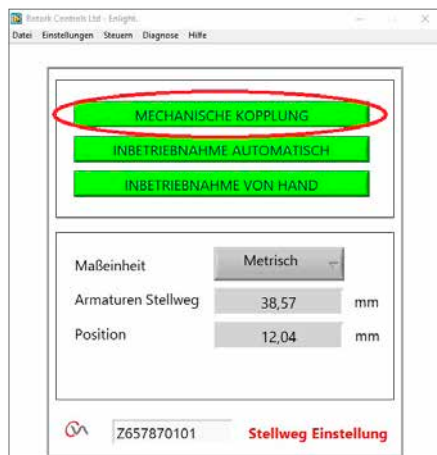 Rotork Controls Ltd - Enlight.
Datei Einstellungen Steuern Diagnose Hilfe
MECHANISCHE KOPPLUNG
INBETRIEBNAHME AUTOMATISCH
INBETRIEBNAHME VON HAND
Maßeinheit Metrisch
Armaturen Stellweg 38,57 mm
Position 12,04 mm
Z657870101 Stellweg Einstellung